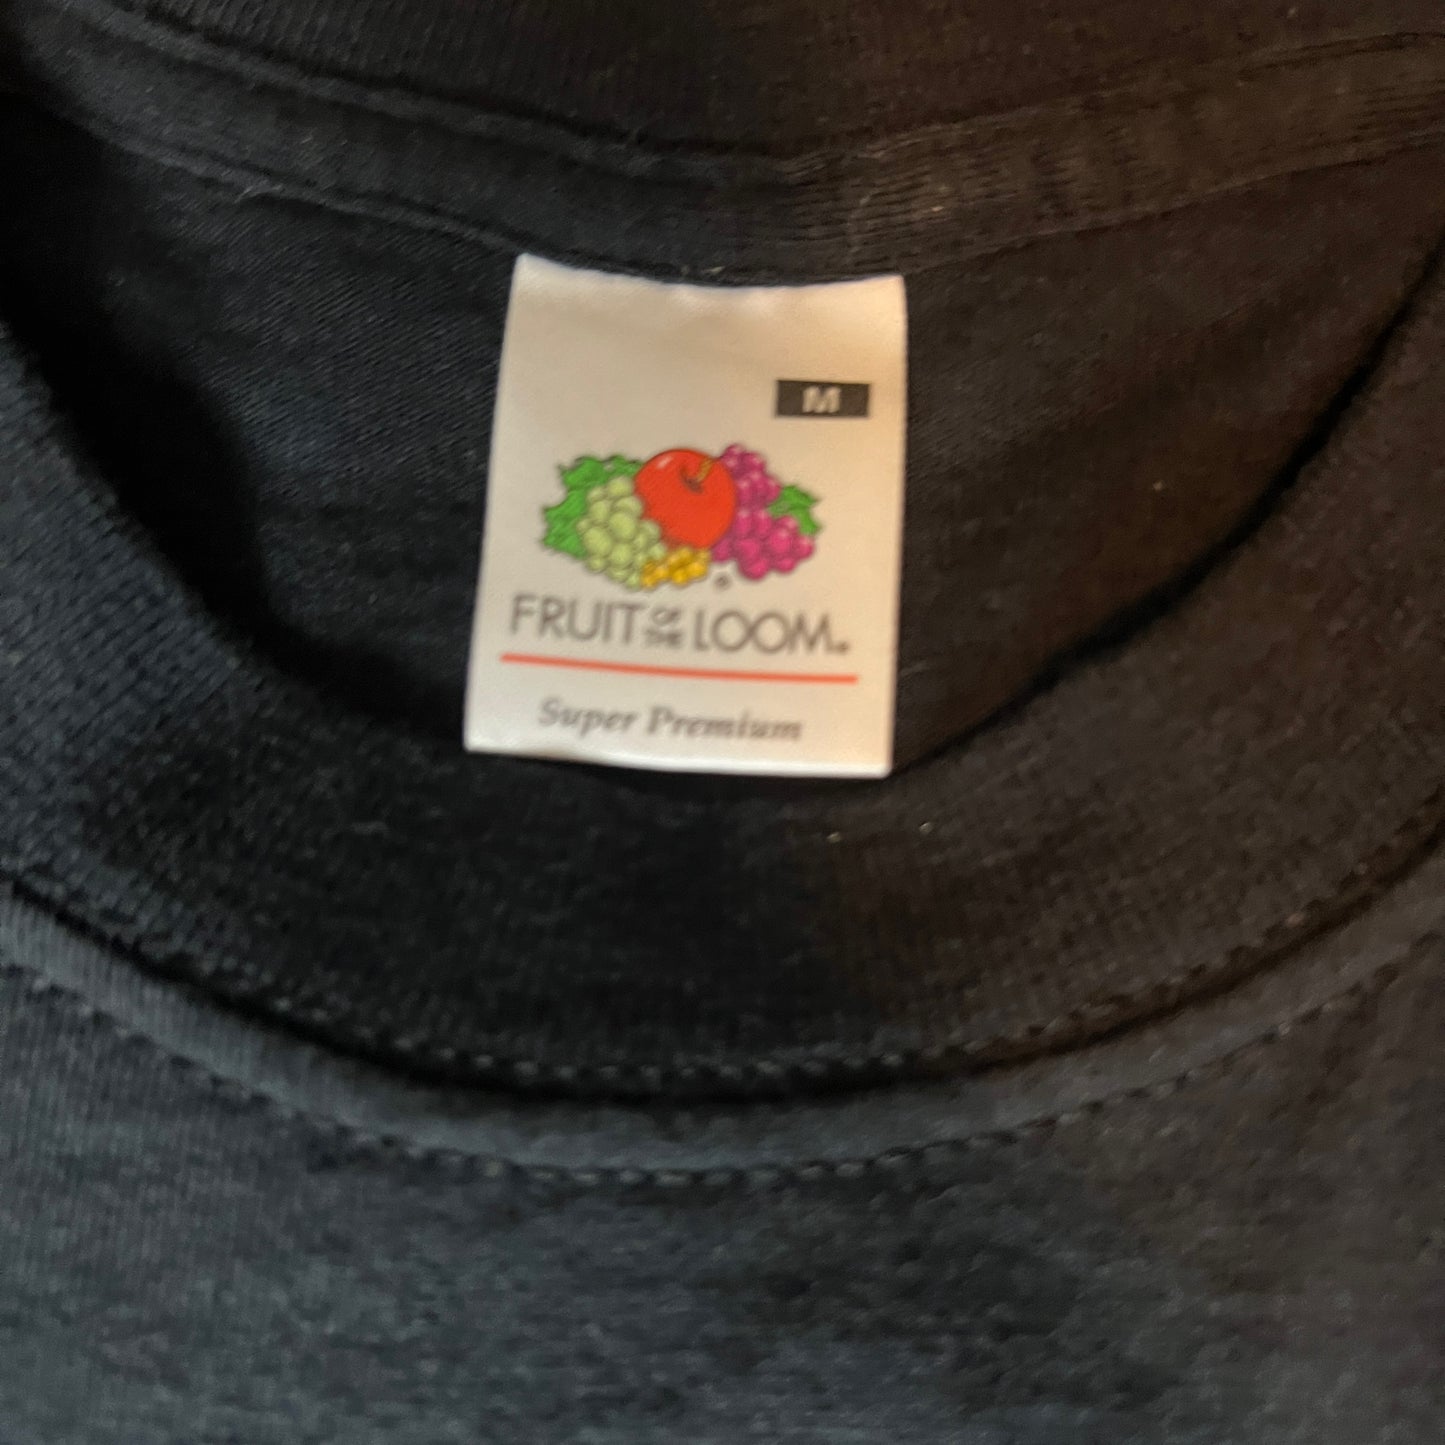 M
®
FRUIT OF THE LOOM®
Super Premium